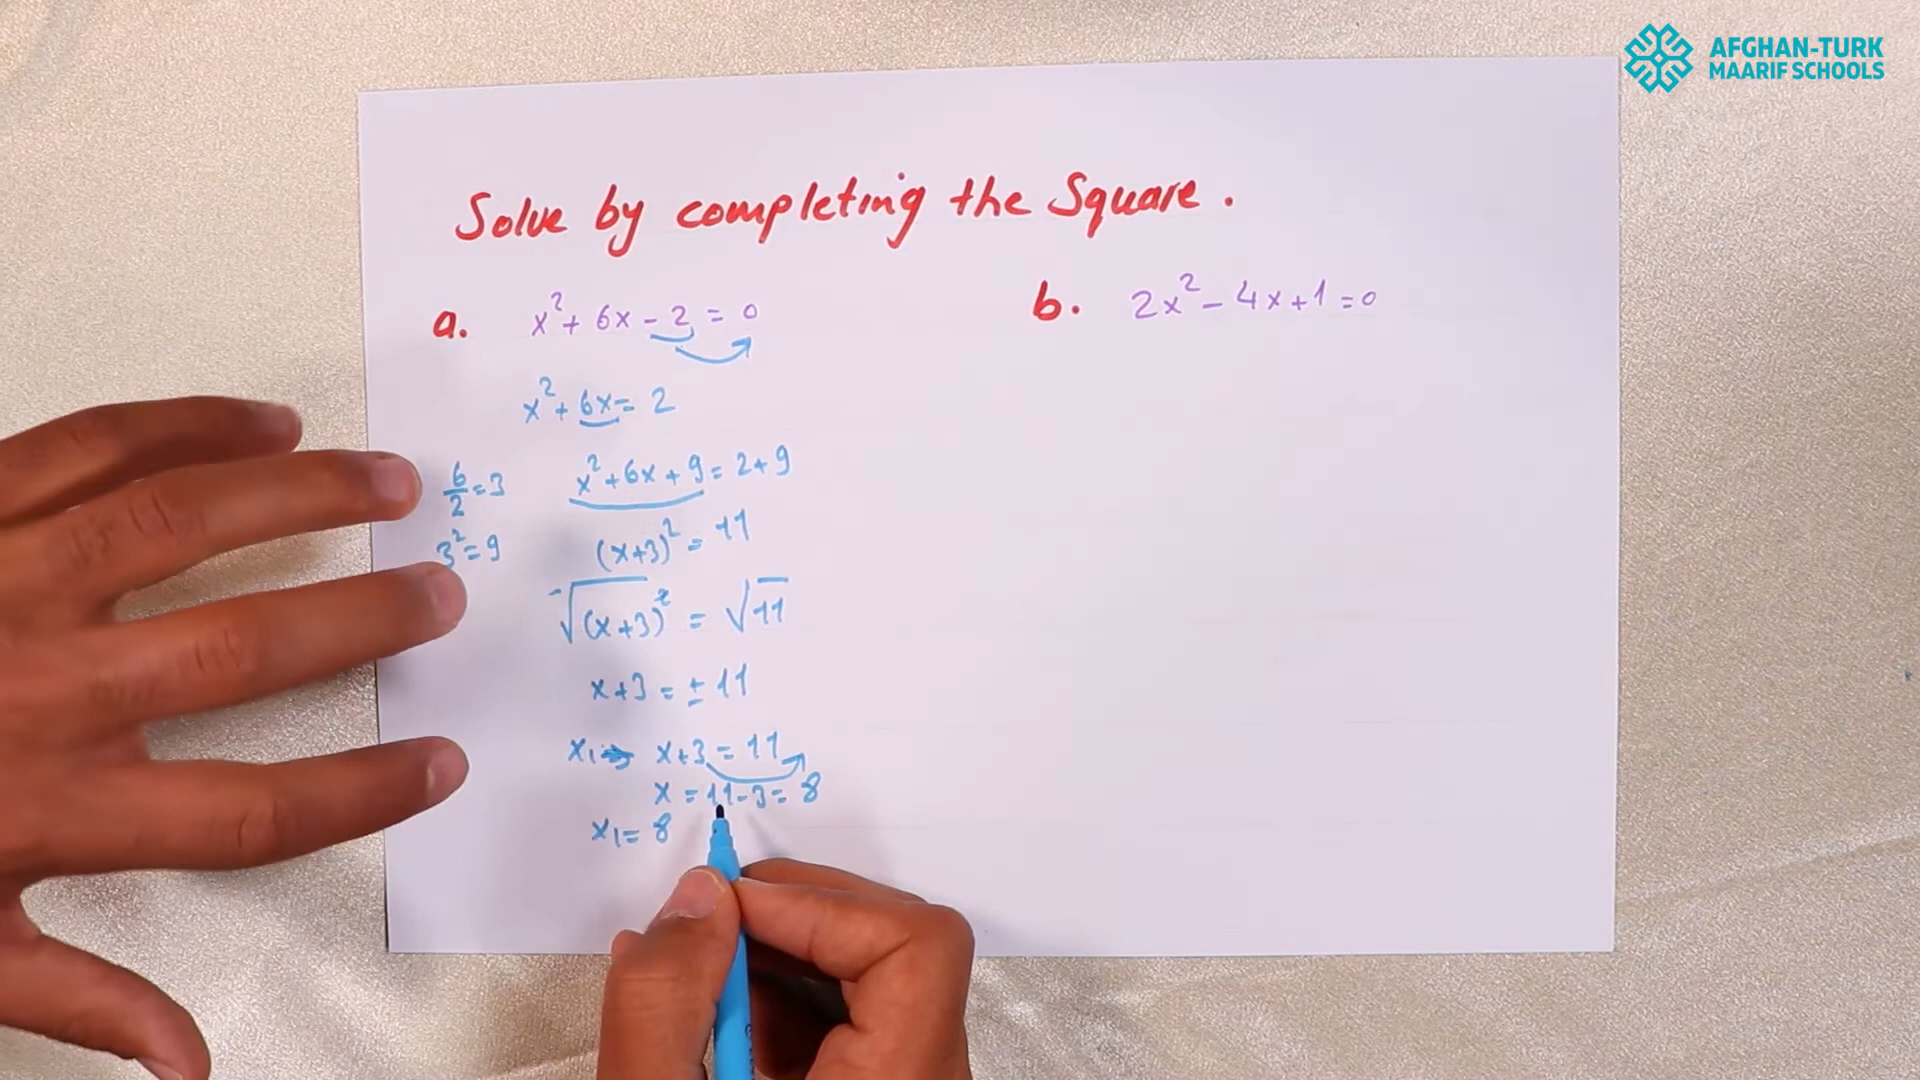 AFGHAN-TURK
MAARIF SCHOOLS
Solve by completing the Square.
a. x²+ 6x - 2 = 0
x²+ 6x = 2
6/2 = 3
x²+6x+9 = 2+9
3² = 9
(x+3)² = 11
√(x+3)² = √11
x+3 = ± 11
x₁→ x+3 = 11
x = 11-3 = 8
x₁= 8
b. 2x² - 4x+1 = 0